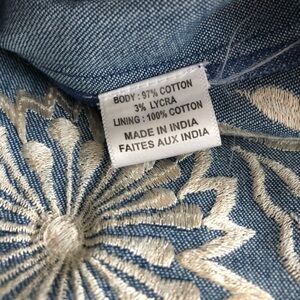 BODY : 97% COTTON
3% LYCRA
LINING : 100% COTTON
MADE IN INDIA
FAITES AUX INDIA